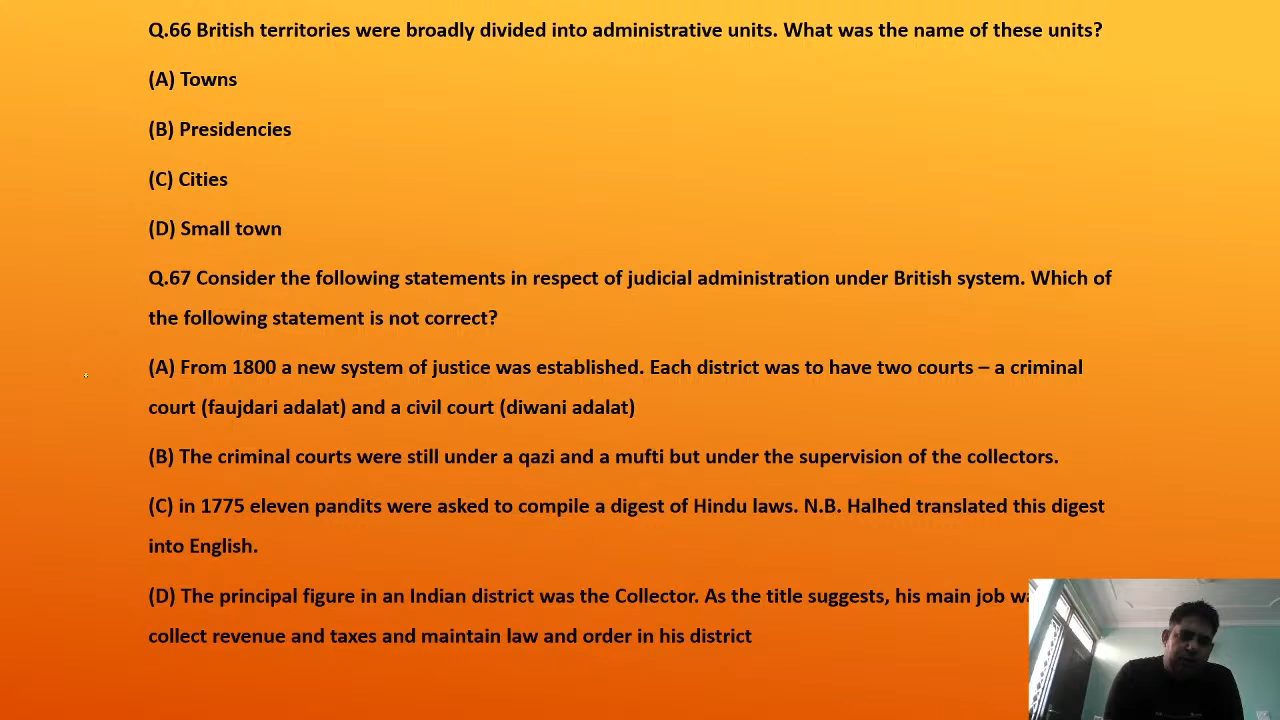 Q.66 British territories were broadly divided into administrative units. What was the name of these units?
(A) Towns
(B) Presidencies
(C) Cities
(D) Small town
Q.67 Consider the following statements in respect of judicial administration under British system. Which of
the following statement is not correct?
(A) From 1800 a new system of justice was established. Each district was to have two courts – a criminal
court (faujdari adalat) and a civil court (diwani adalat)
(B) The criminal courts were still under a qazi and a mufti but under the supervision of the collectors.
(C) in 1775 eleven pandits were asked to compile a digest of Hindu laws. N.B. Halhed translated this digest
into English.
(D) The principal figure in an Indian district was the Collector. As the title suggests, his main job
collect revenue and taxes and maintain law and order in his district